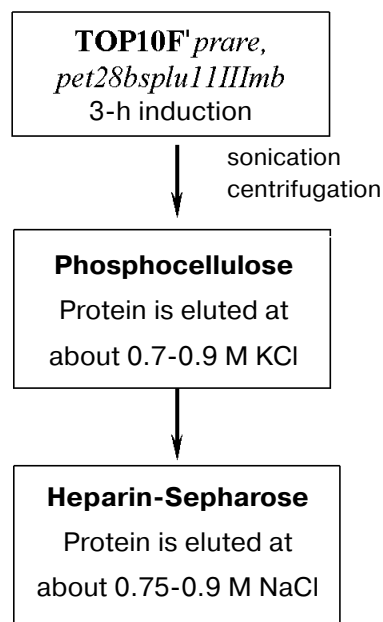 TOP10F' prare,
pet28bsplu11IIImb
3-h induction
sonication
centrifugation
Phosphocellulose
Protein is eluted at
about 0.7-0.9 M KCl
Heparin-Sepharose
Protein is eluted at
about 0.75-0.9 M NaCl